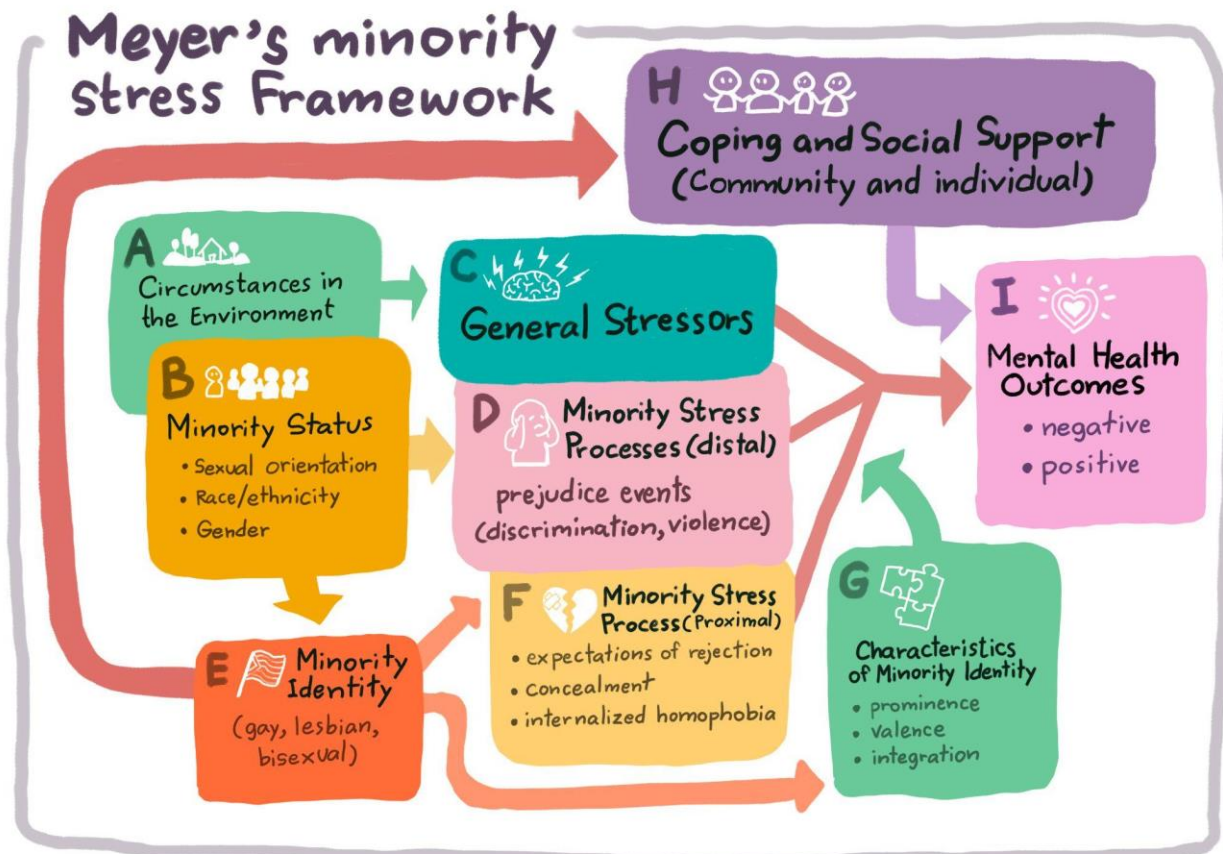 Meyer's minority
stress Framework
H
Coping and Social Support
(Community and individual)
A
Circumstances in
the Environment
B
Minority Status
• Sexual orientation
• Race/ethnicity
• Gender
C
General Stressors
D
Minority Stress
Processes (distal)
prejudice events
(discrimination, violence)
E
Minority
Identity
(gay, lesbian,
bisexual)
F
Minority Stress
Process (Proximal)
• expectations of rejection
• concealment
• internalized homophobia
G
Characteristics
of Minority Identity
• prominence
• valence
• integration
I
Mental Health
Outcomes
• negative
• positive